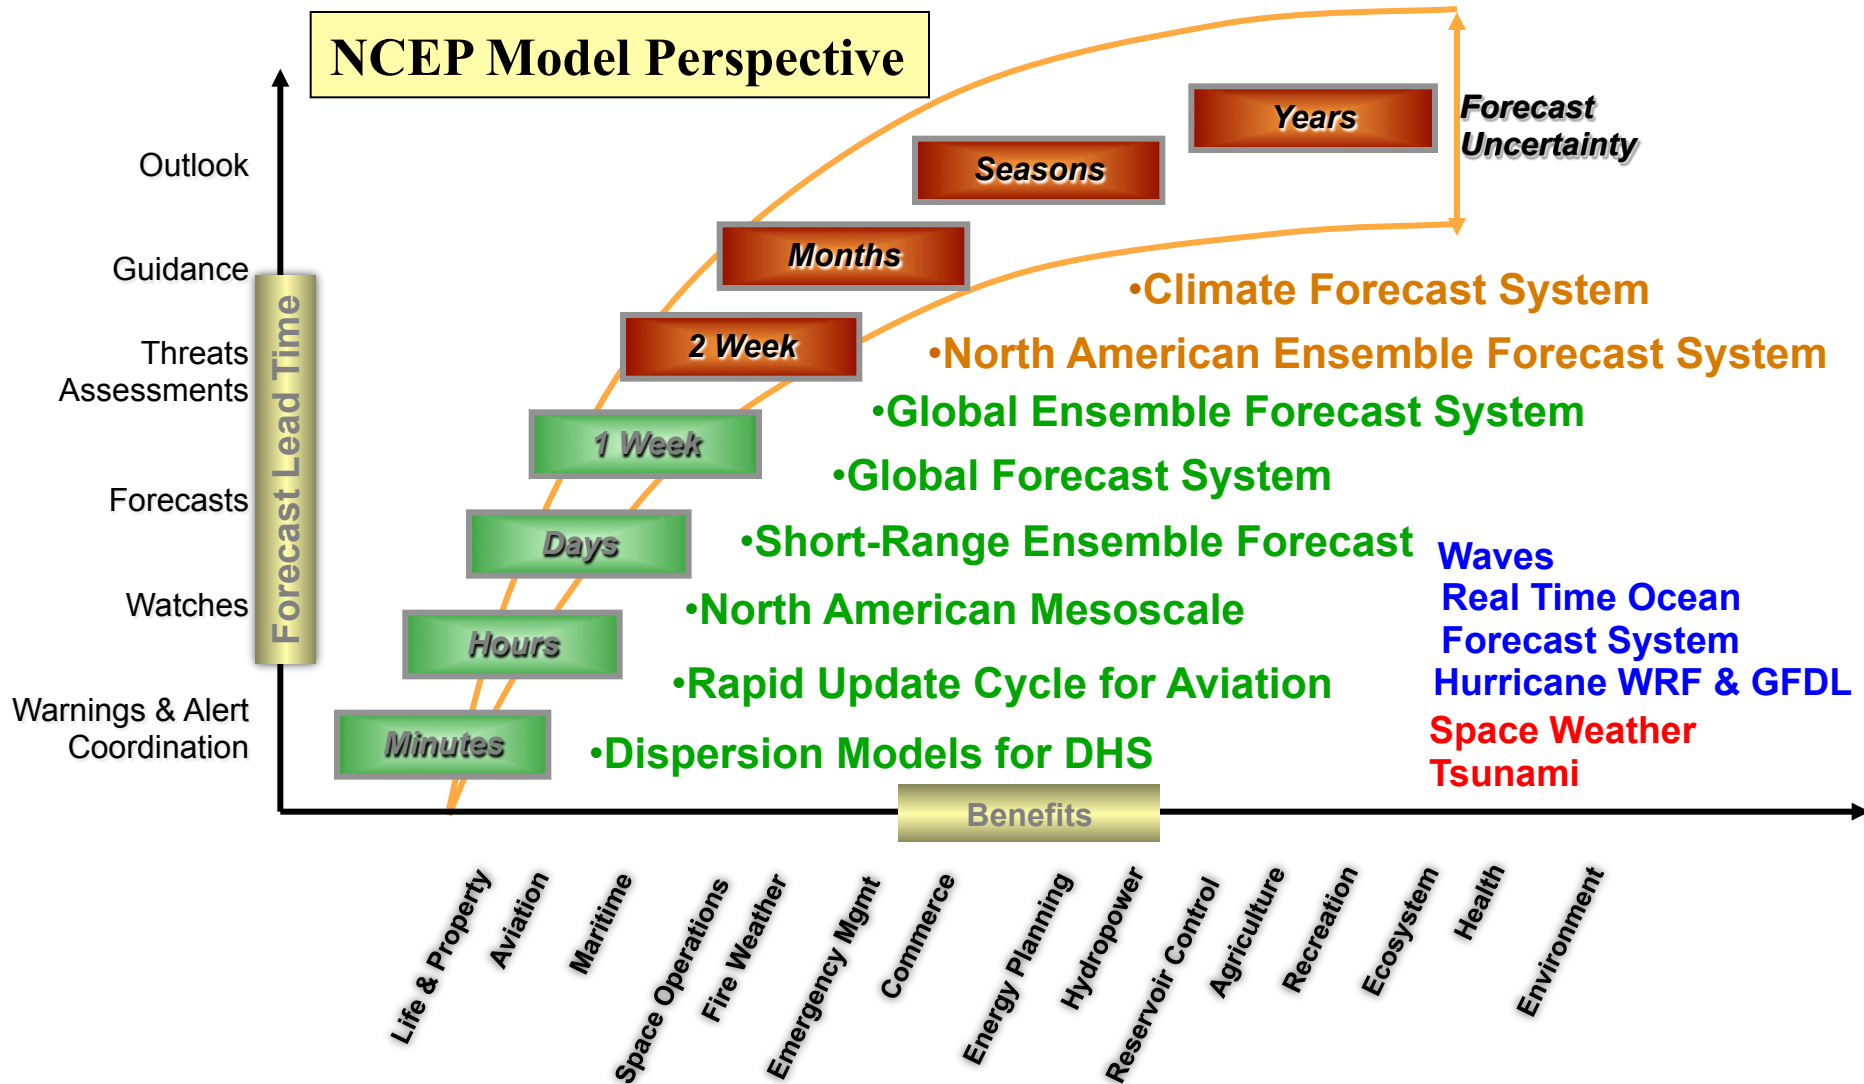 NCEP Model Perspective
Outlook
Guidance
Threats
Assessments
Forecasts
Watches
Warnings & Alert
Coordination
Forecast Lead Time
Years
Seasons
Months
2 Week
1 Week
Days
Hours
Minutes
Forecast
Uncertainty
•Climate Forecast System
•North American Ensemble Forecast System
•Global Ensemble Forecast System
•Global Forecast System
•Short-Range Ensemble Forecast
•North American Mesoscale
•Rapid Update Cycle for Aviation
•Dispersion Models for DHS
Waves
Real Time Ocean
Forecast System
Hurricane WRF & GFDL
Space Weather
Tsunami
Benefits
Life & Property
Aviation
Maritime
Space Operations
Fire Weather
Emergency Mgmt
Commerce
Energy Planning
Hydropower
Reservoir Control
Agriculture
Recreation
Ecosystem
Health
Environment